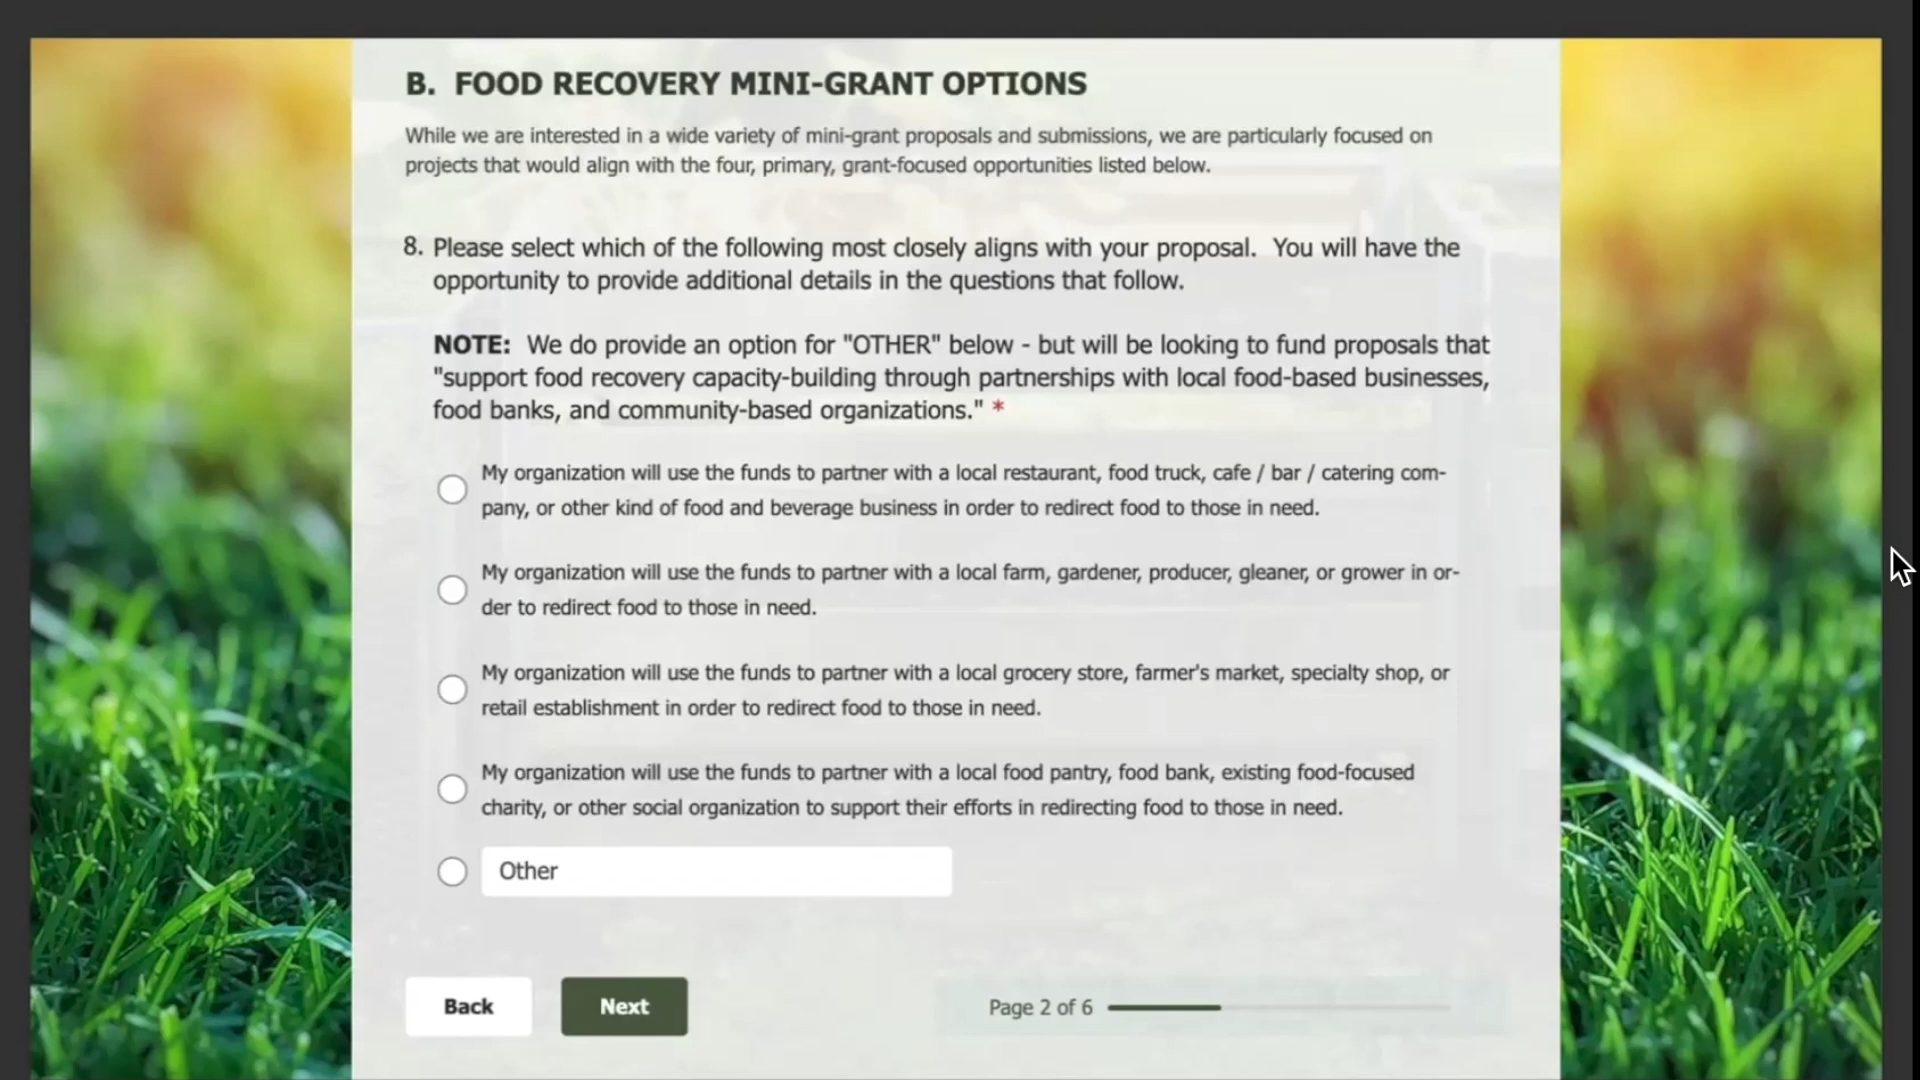 B. FOOD RECOVERY MINI-GRANT OPTIONS
While we are interested in a wide variety of mini-grant proposals and submissions, we are particularly focused on
projects that would align with the four, primary, grant-focused opportunities listed below.
8. Please select which of the following most closely aligns with your proposal.  You will have the
opportunity to provide additional details in the questions that follow.
NOTE:  We do provide an option for "OTHER" below - but will be looking to fund proposals that
"support food recovery capacity-building through partnerships with local food-based businesses,
food banks, and community-based organizations." *
My organization will use the funds to partner with a local restaurant, food truck, cafe / bar / catering com-
pany, or other kind of food and beverage business in order to redirect food to those in need.
My organization will use the funds to partner with a local farm, gardener, producer, gleaner, or grower in or-
der to redirect food to those in need.
My organization will use the funds to partner with a local grocery store, farmer's market, specialty shop, or
retail establishment in order to redirect food to those in need.
My organization will use the funds to partner with a local food pantry, food bank, existing food-focused
charity, or other social organization to support their efforts in redirecting food to those in need.
Other
Back
Next
Page 2 of 6